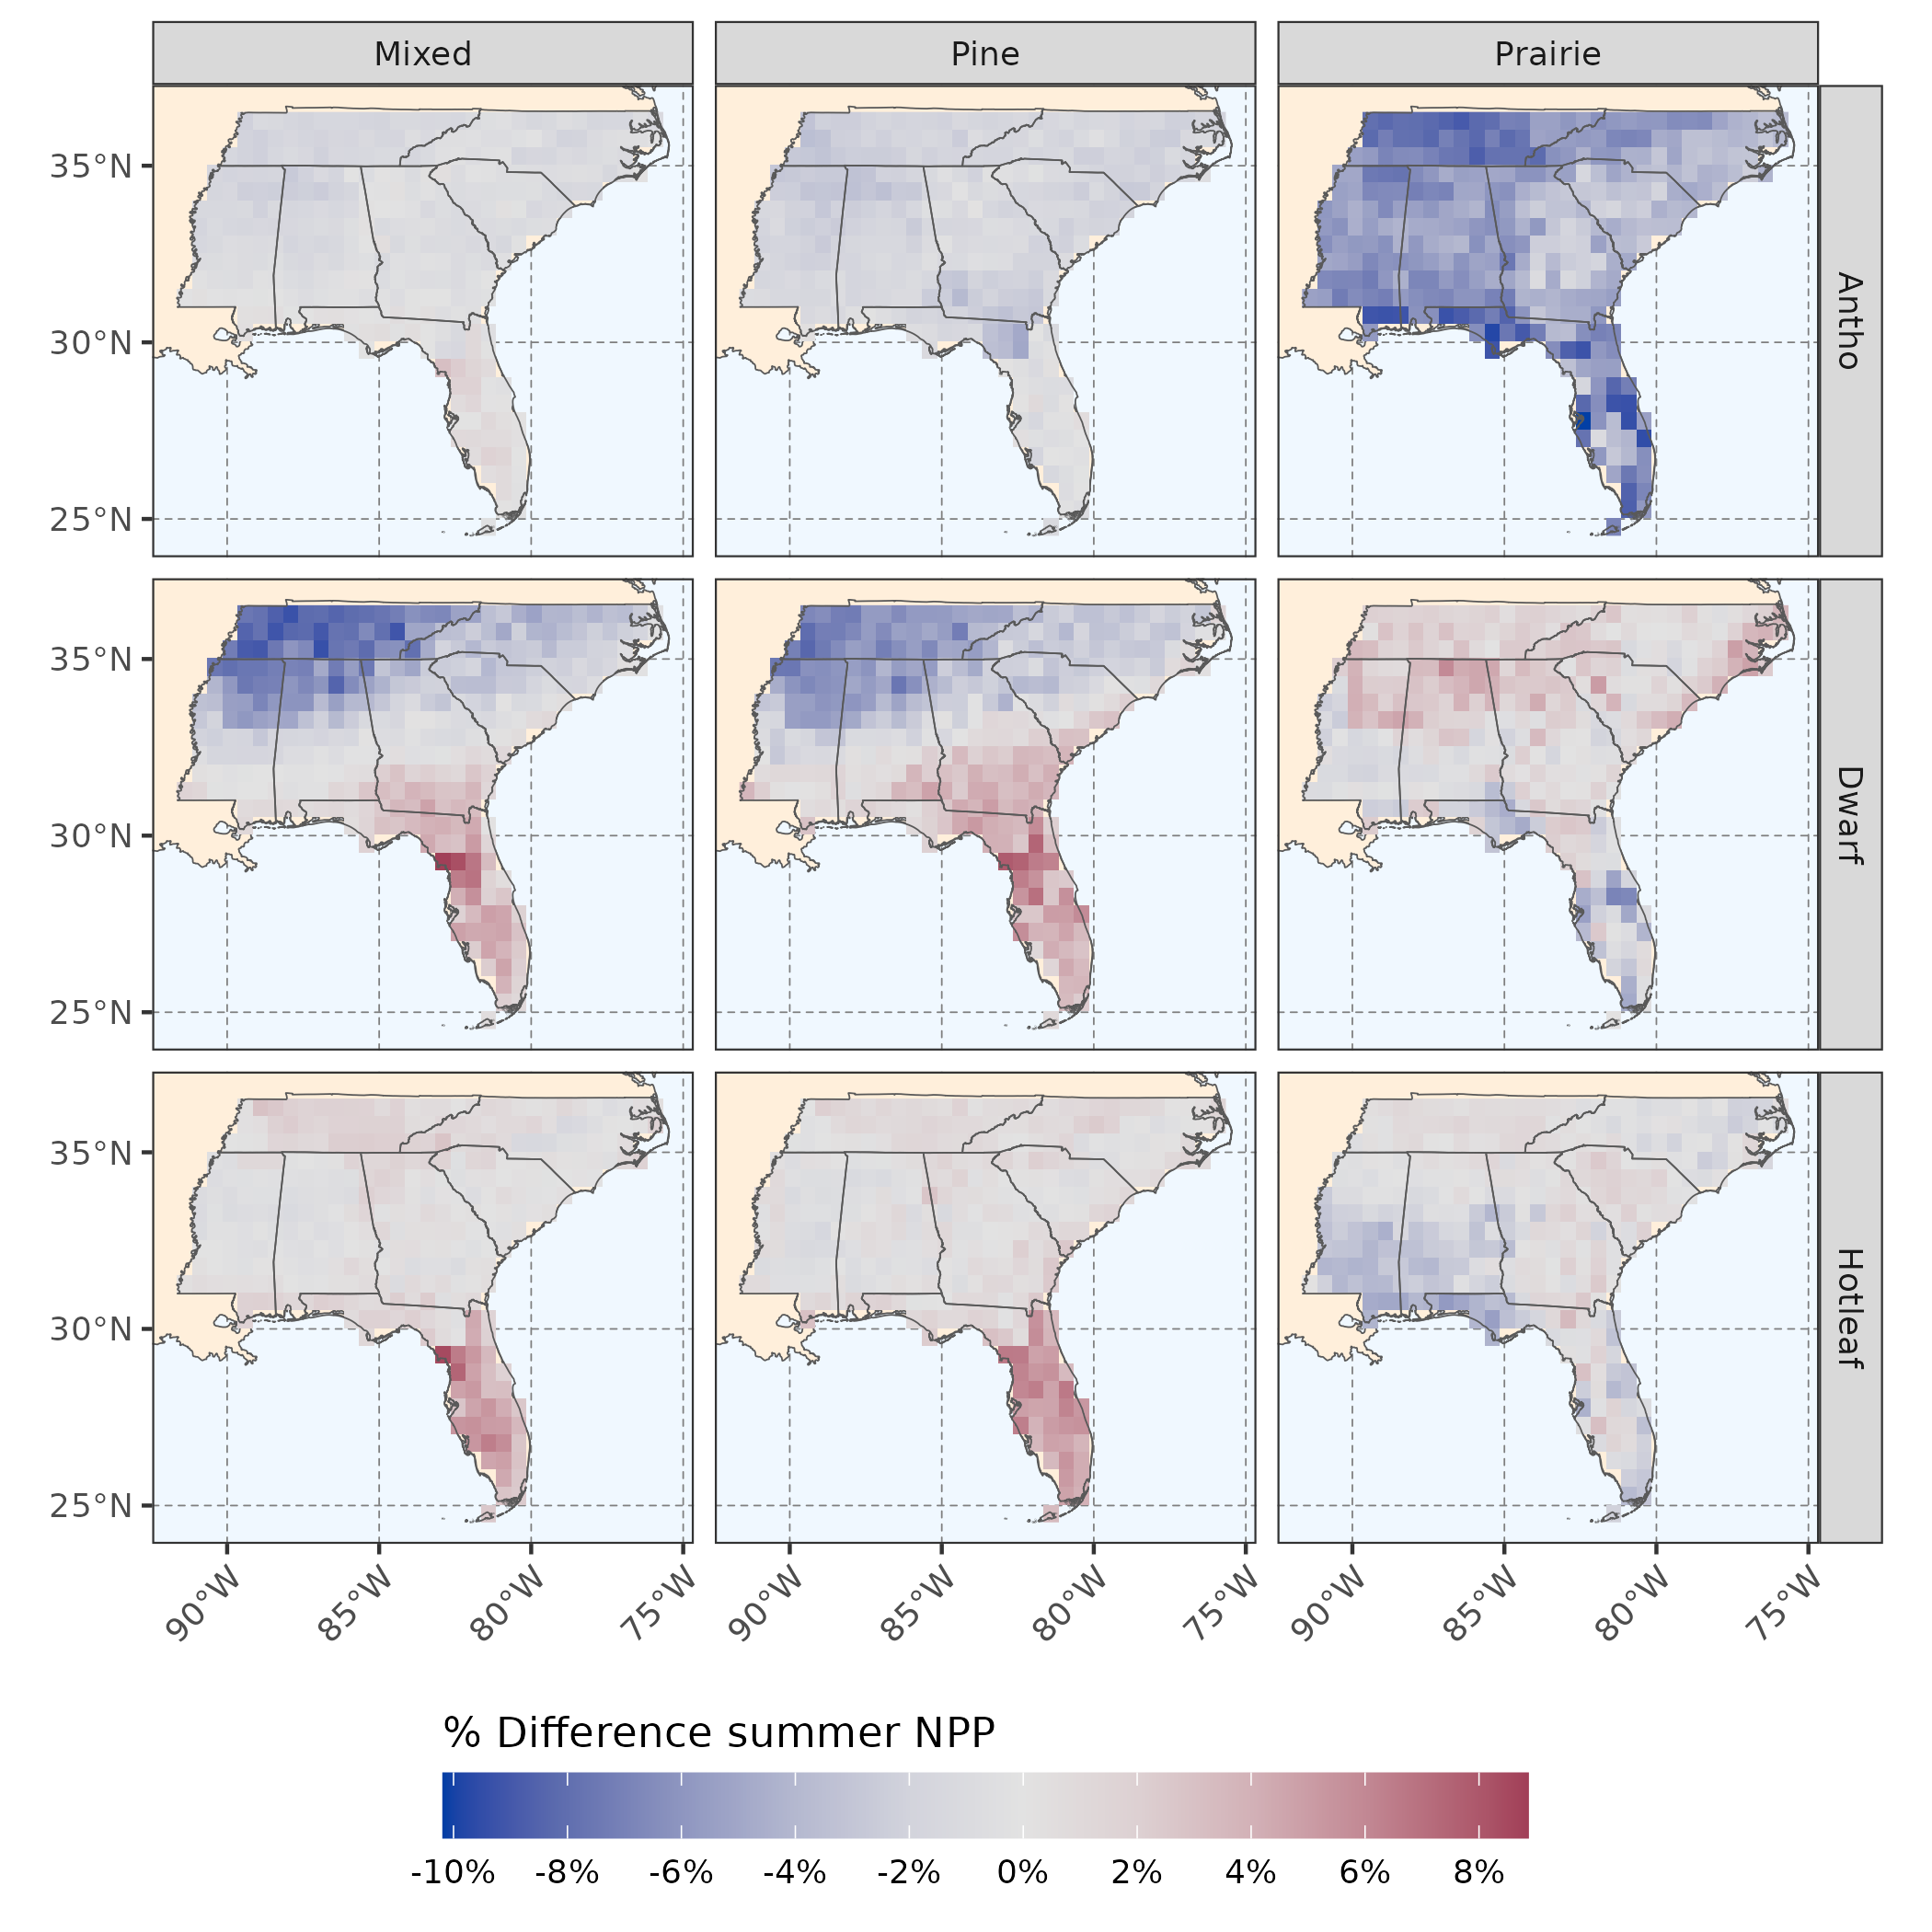 Mixed Pine Prairie
35°N
30°N
25°N
Antho
35°N
30°N
25°N
Dwarf
35°N
30°N
25°N
Hotleaf
90°W 85°W 80°W 75°W 90°W 85°W 80°W 75°W 90°W 85°W 80°W 75°W
% Difference summer NPP
-10% -8% -6% -4% -2% 0% 2% 4% 6% 8%